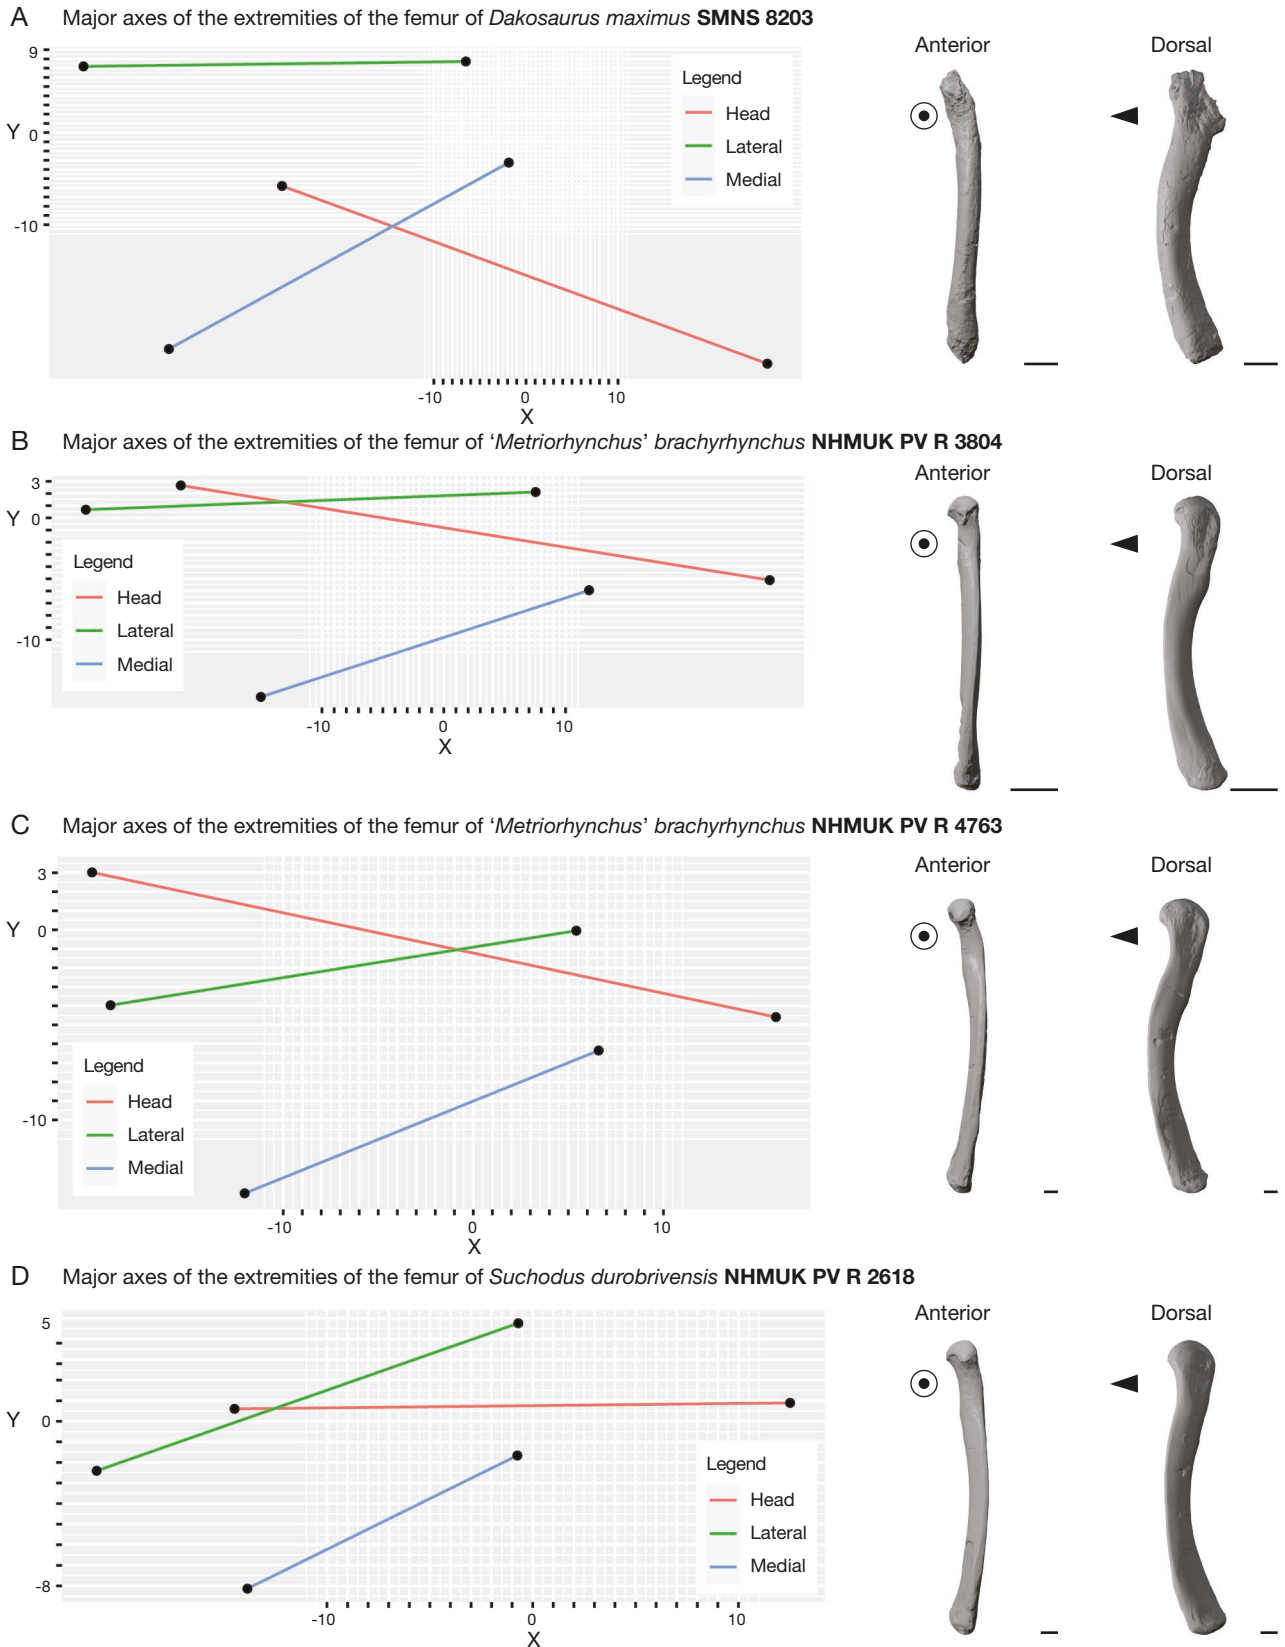 A Major axes of the extremities of the femur of Dakosaurus maximus SMNS 8203
Anterior Dorsal
9
Y 0
-10
Legend
Head
Lateral
Medial
-10 0 10
X
B Major axes of the extremities of the femur of ‘Metriorhynchus’ brachyrhynchus NHMUK PV R 3804
Anterior Dorsal
3
Y 0
-10
Legend
Head
Lateral
Medial
-10 0 10
X
C Major axes of the extremities of the femur of ‘Metriorhynchus’ brachyrhynchus NHMUK PV R 4763
Anterior Dorsal
3
Y 0
-10
Legend
Head
Lateral
Medial
-10 0 10
X
D Major axes of the extremities of the femur of Suchodus durobrivensis NHMUK PV R 2618
Anterior Dorsal
5
Y 0
-8
Legend
Head
Lateral
Medial
-10 0 10
X